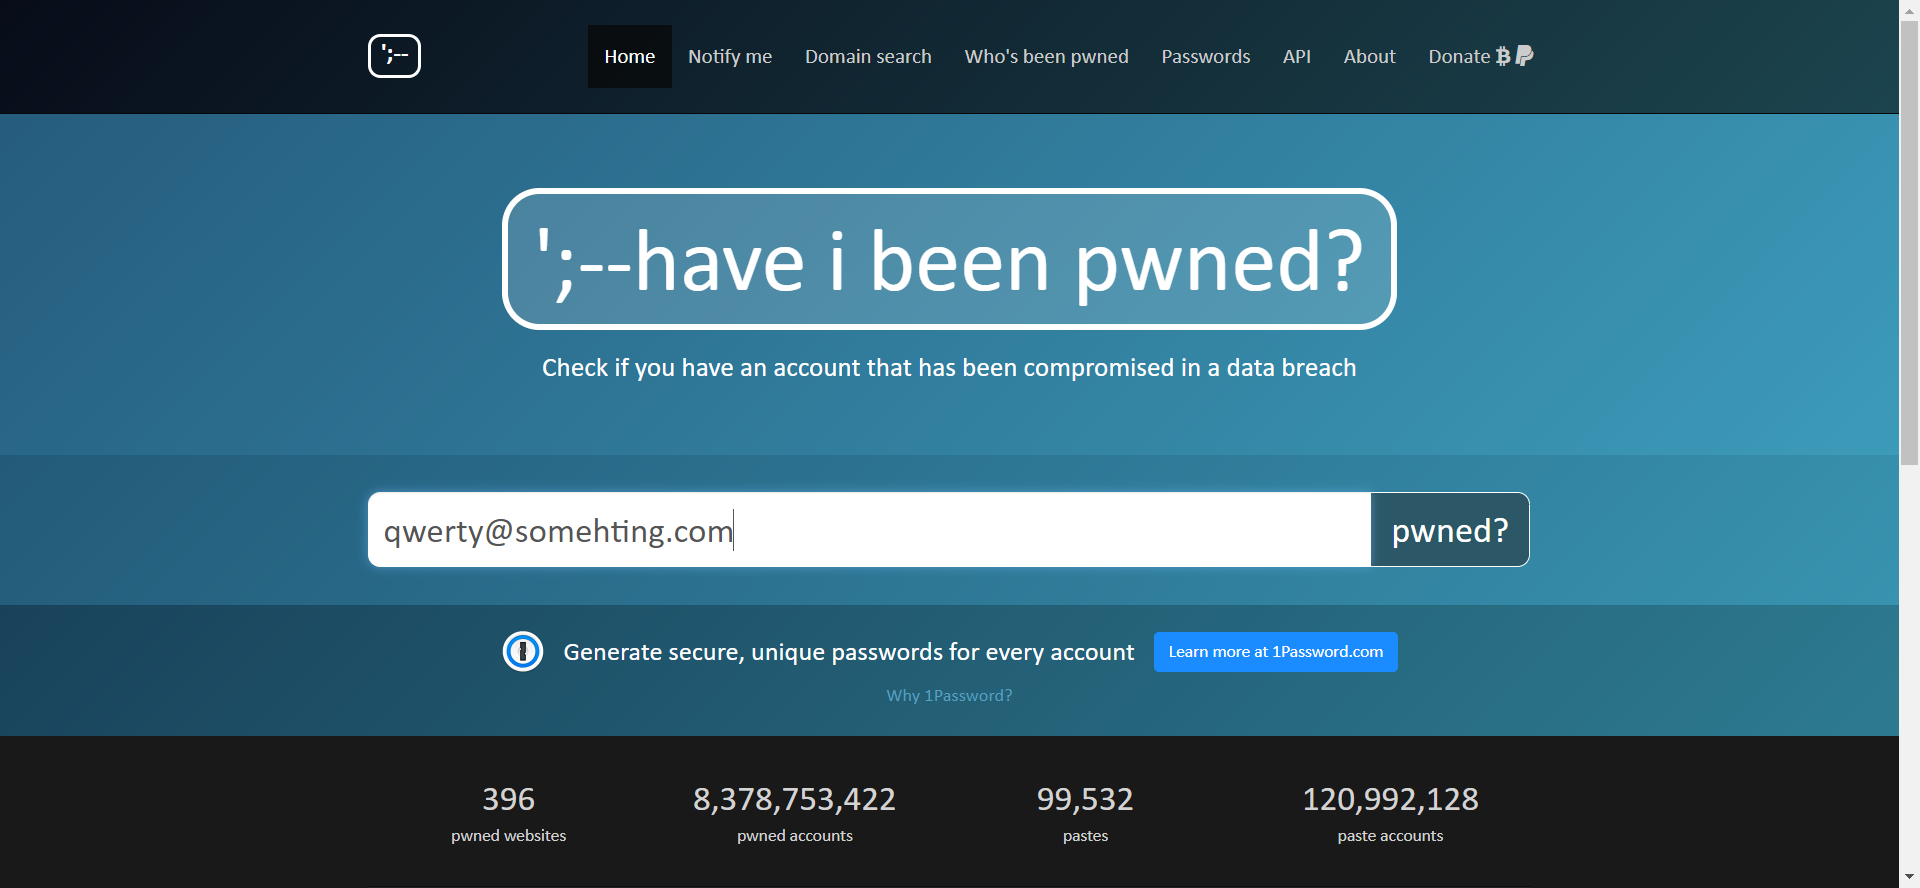 ';--
Home Notify me Domain search Who's been pwned Passwords API About Donate
';--have i been pwned?
Check if you have an account that has been compromised in a data breach
qwerty@somehting.com pwned?
Generate secure, unique passwords for every account Learn more at 1Password.com
Why 1Password?
396 8,378,753,422 99,532 120,992,128
pwned websites pwned accounts pastes paste accounts